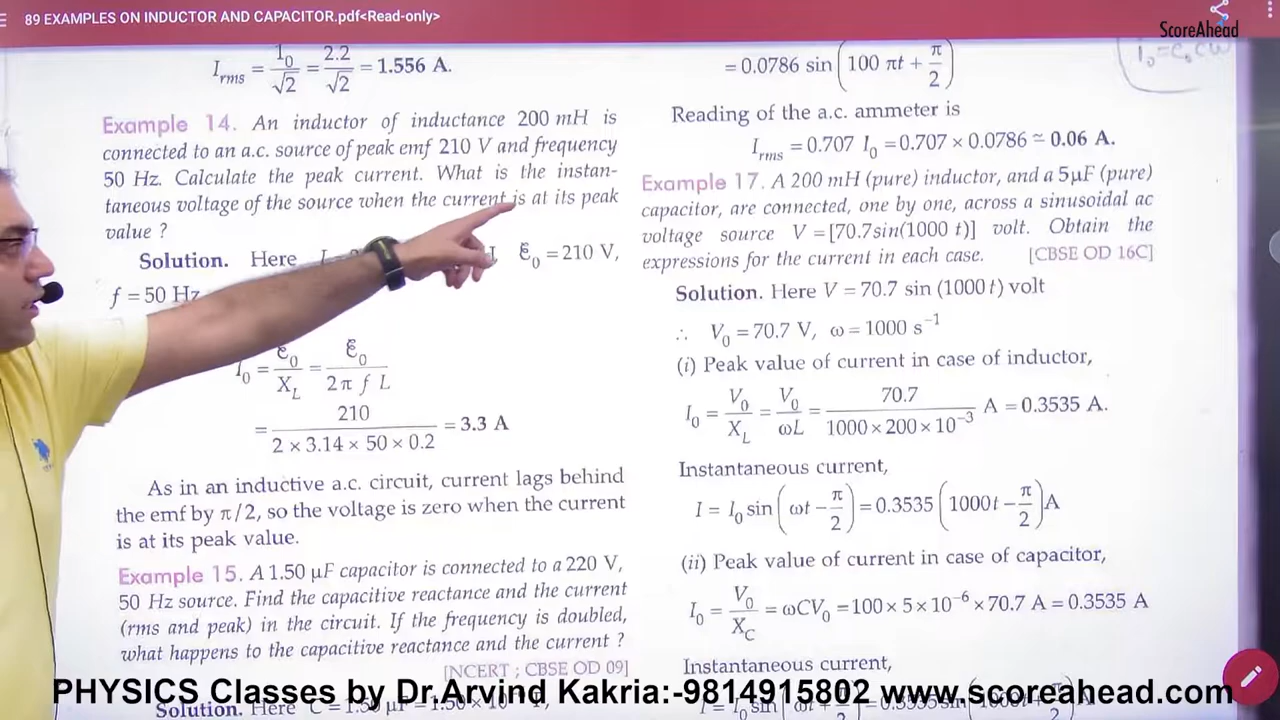 89 EXAMPLES ON INDUCTOR AND CAPACITOR.pdf<Read-only>
ScoreAhead
I_rms = I_0/√2 = 2.2/√2 = 1.556 A.
Example 14. An inductor of inductance 200 mH is
connected to an a.c. source of peak emf 210 V and frequency
50 Hz. Calculate the peak current. What is the instan-
taneous voltage of the source when the current is at its peak
value ?
Solution. Here ℰ_0 = 210 V,
f = 50 Hz
I_0 = ℰ_0/X_L = ℰ_0/(2π f L)
= 210/(2 × 3.14 × 50 × 0.2) = 3.3 A
As in an inductive a.c. circuit, current lags behind
the emf by π/2, so the voltage is zero when the current
is at its peak value.
Example 15. A 1.50 μF capacitor is connected to a 220 V,
50 Hz source. Find the capacitive reactance and the current
(rms and peak) in the circuit. If the frequency is doubled,
what happens to the capacitive reactance and the current ?
[NCERT ; CBSE OD 09]
Solution. Here C = 1.50 μF = 1.50 ×
= 0.0786 sin(100 πt + π/2)
Reading of the a.c. ammeter is
I_rms = 0.707 I_0 = 0.707 × 0.0786 ≃ 0.06 A.
Example 17. A 200 mH (pure) inductor, and a 5μF (pure)
capacitor, are connected, one by one, across a sinusoidal ac
voltage source V = [70.7sin(1000 t)] volt. Obtain the
expressions for the current in each case. [CBSE OD 16C]
Solution. Here V = 70.7 sin (1000 t) volt
∴ V_0 = 70.7 V, ω = 1000 s⁻¹
(i) Peak value of current in case of inductor,
I_0 = V_0/X_L = V_0/ωL = 70.7/(1000 × 200 × 10⁻³) A = 0.3535 A.
Instantaneous current,
I = I_0 sin(ωt − π/2) = 0.3535(1000t − π/2)A
(ii) Peak value of current in case of capacitor,
I_0 = V_0/X_C = ωCV_0 = 100 × 5 × 10⁻⁶ × 70.7 A = 0.3535 A
Instantaneous current,
PHYSICS Classes by Dr.Arvind Kakria:-9814915802 www.scoreahead.com